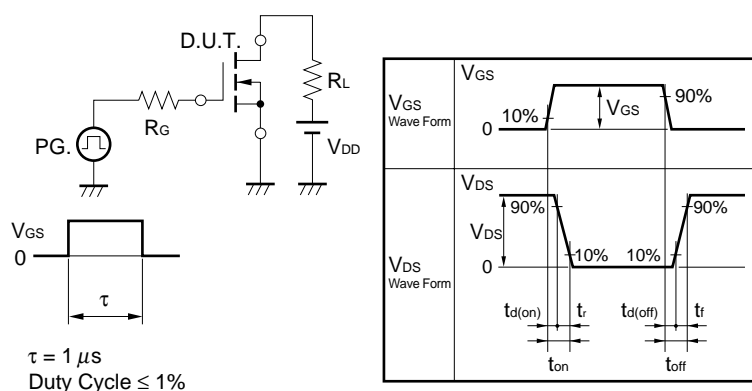 D.U.T.
RL
RG
PG.
VDD
VGS
0
τ
τ = 1 μs
Duty Cycle ≤ 1%
VGS
Wave Form
VGS
10%
VGS
90%
0
VDS
Wave Form
VDS
90%
90%
VDS
10%
10%
0
td(on)
tr
td(off)
tf
ton
toff